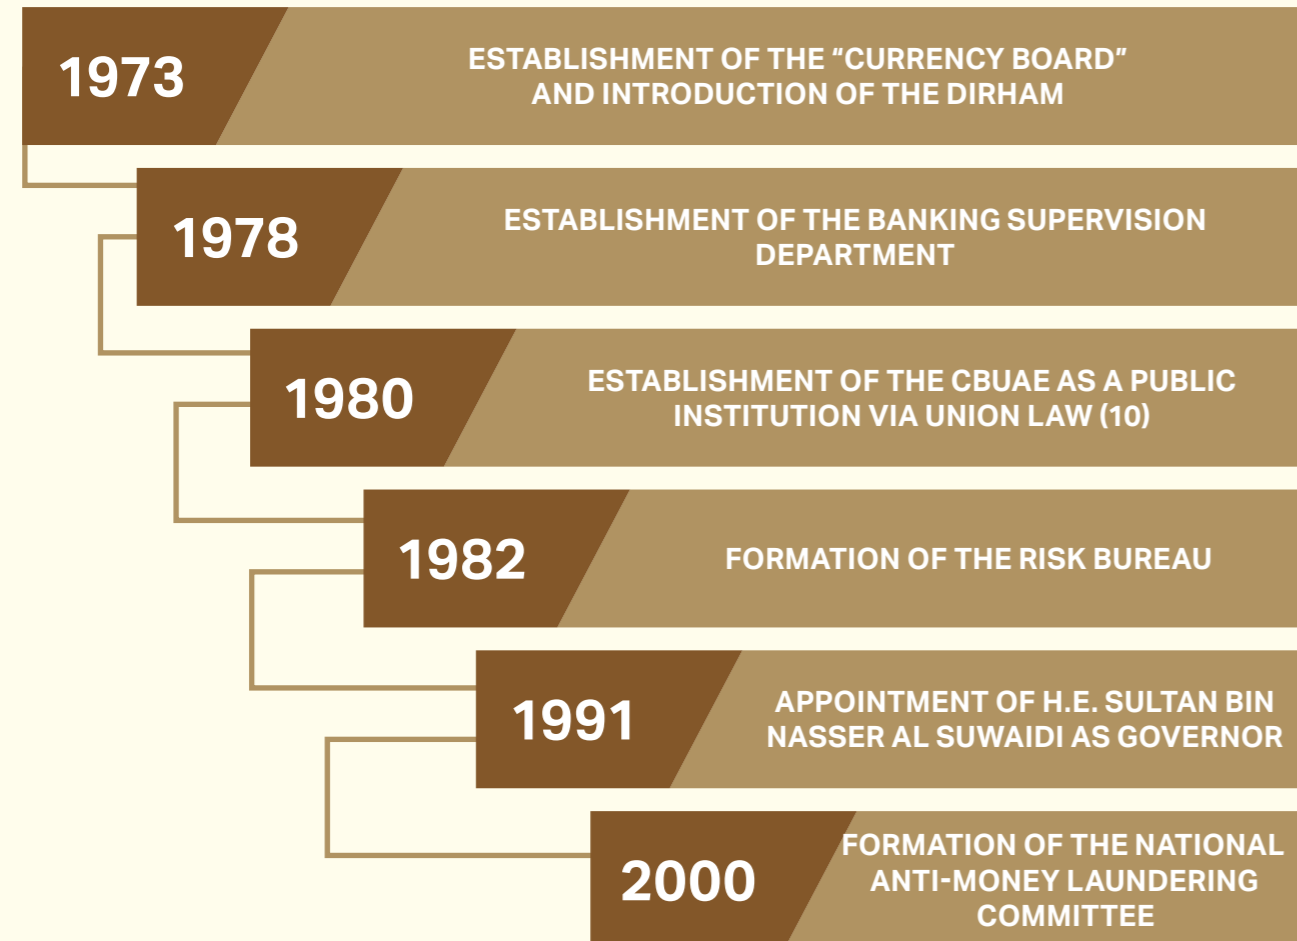 1973
ESTABLISHMENT OF THE “CURRENCY BOARD”
AND INTRODUCTION OF THE DIRHAM
1978
ESTABLISHMENT OF THE BANKING SUPERVISION
DEPARTMENT
1980
ESTABLISHMENT OF THE CBUAE AS A PUBLIC
INSTITUTION VIA UNION LAW (10)
1982
FORMATION OF THE RISK BUREAU
1991
APPOINTMENT OF H.E. SULTAN BIN
NASSER AL SUWAIDI AS GOVERNOR
2000
FORMATION OF THE NATIONAL
ANTI-MONEY LAUNDERING
COMMITTEE